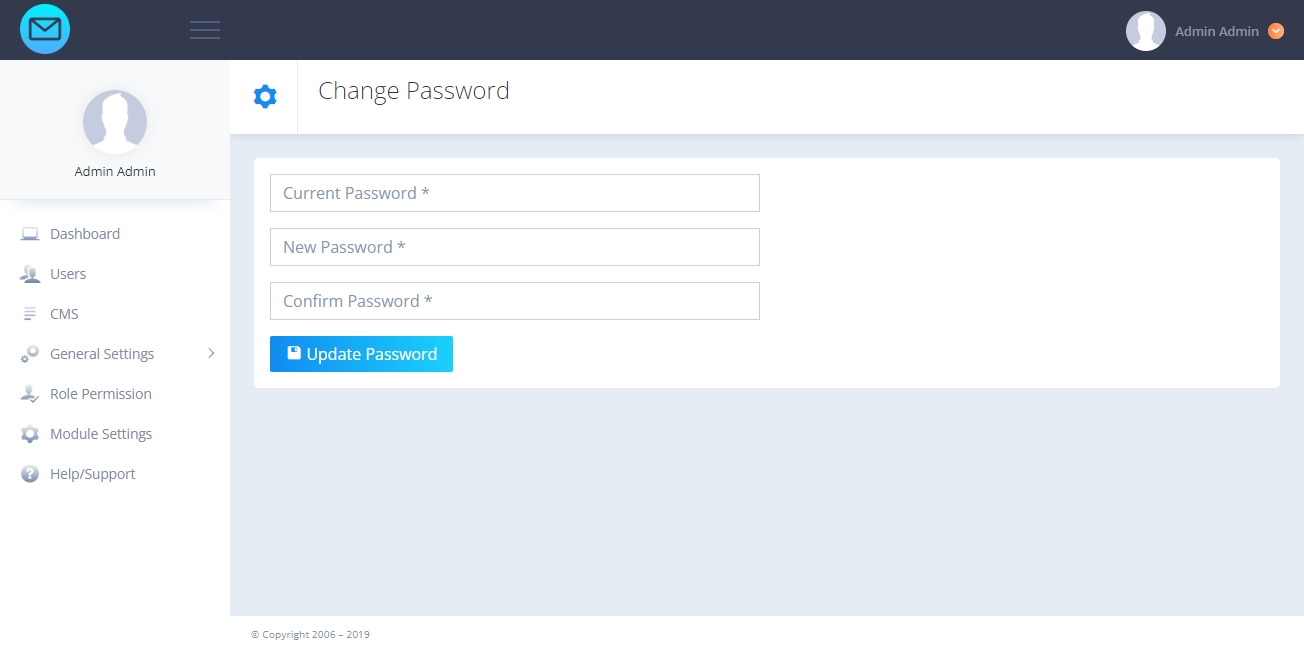 Admin Admin
Change Password
Admin Admin
Dashboard
Users
CMS
General Settings
Role Permission
Module Settings
Help/Support
Current Password *
New Password *
Confirm Password *
Update Password
© Copyright 2006 – 2019